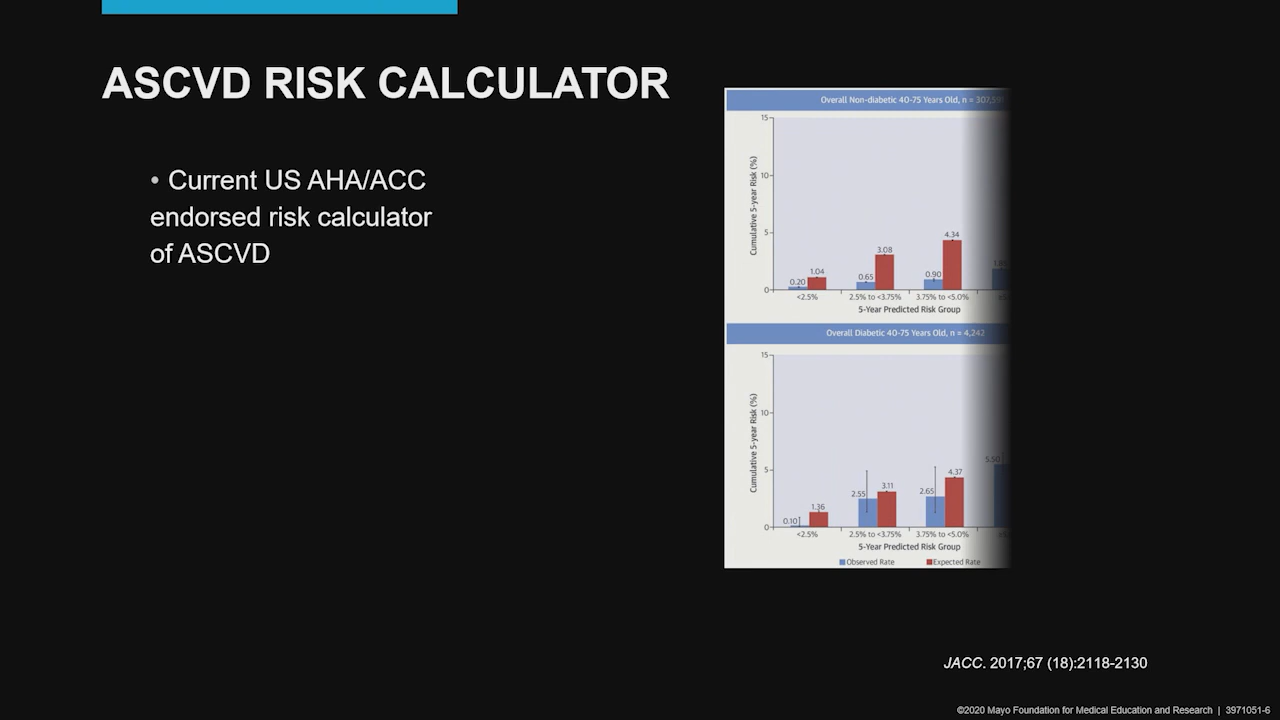 ASCVD RISK CALCULATOR
• Current US AHA/ACC
endorsed risk calculator
of ASCVD
Overall Non-diabetic 40-75 Years Old, n =
Cumulative 5-year Risk (%)
15
10
5
0
0.20
1.04
0.65
3.08
0.90
4.34
<2.5%
2.5% to <3.75%
3.75% to <5.0%
5-Year Predicted Risk Group
Overall Diabetic 40-75 Years Old, n = 4,242
Cumulative 5-year Risk (%)
15
10
5
0
0.10
1.36
2.55
3.11
2.65
4.37
5.50
<2.5%
2.5% to <3.75%
3.75% to <5.0%
5-Year Predicted Risk Group
Observed Rate
Expected Rate
JACC. 2017;67 (18):2118-2130
©2020 Mayo Foundation for Medical Education and Research | 3971051-6